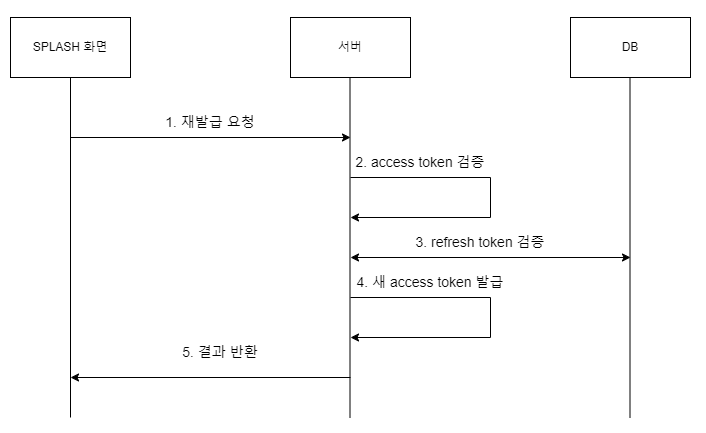 SPLASH 화면
서버
DB
1. 재발급 요청
2. access token 검증
3. refresh token 검증
4. 새 access token 발급
5. 결과 반환